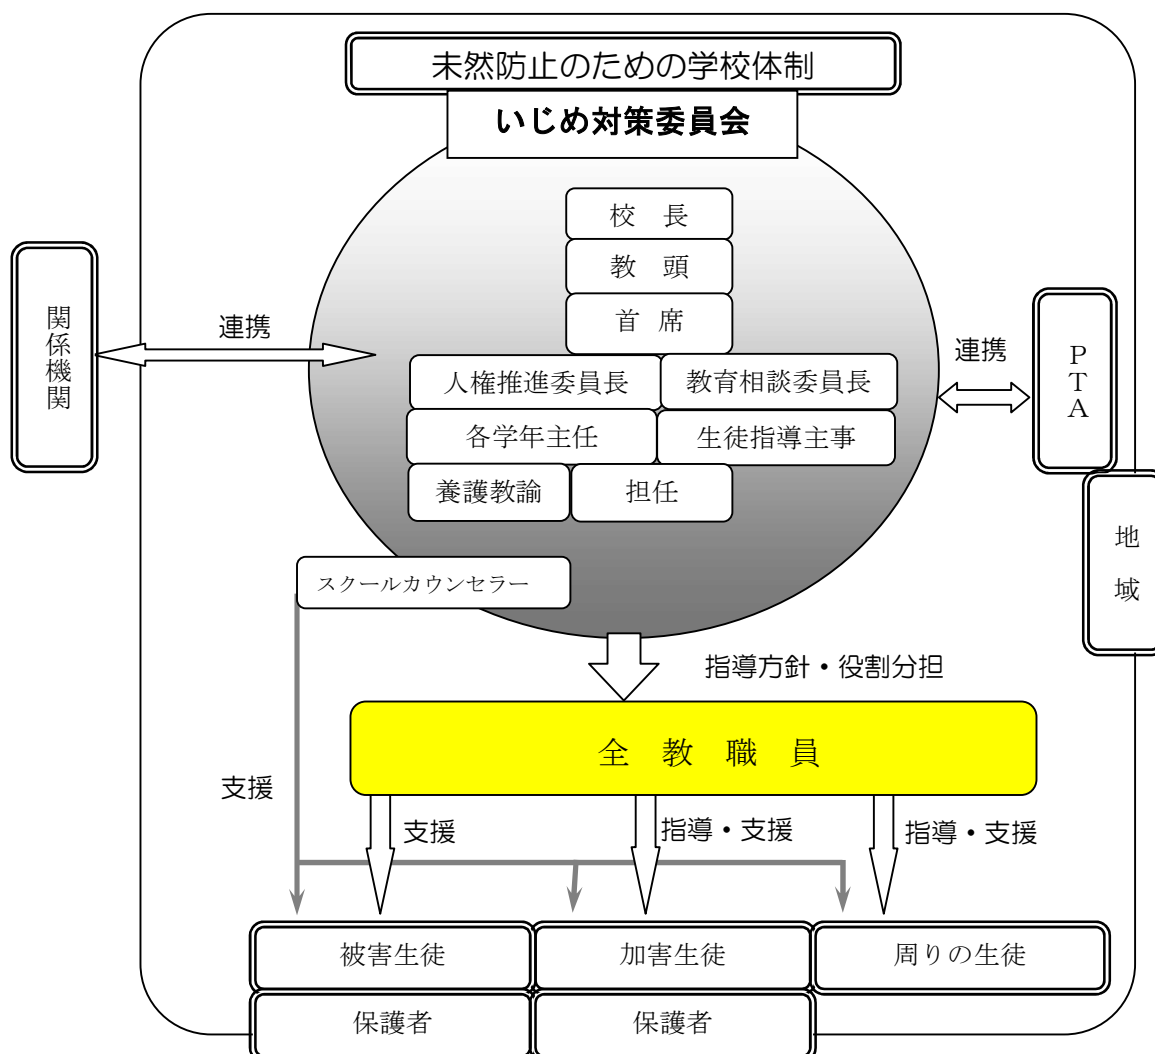 未然防止のための学校体制
いじめ対策委員会
校　長
教　頭
首　席
人権推進委員長
教育相談委員長
各学年主任
生徒指導主事
養護教諭
担任
スクールカウンセラー
関係機関
連携
連携
PTA
地域
指導方針・役割分担
全　教　職　員
支援
支援
指導・支援
指導・支援
被害生徒
加害生徒
周りの生徒
保護者
保護者